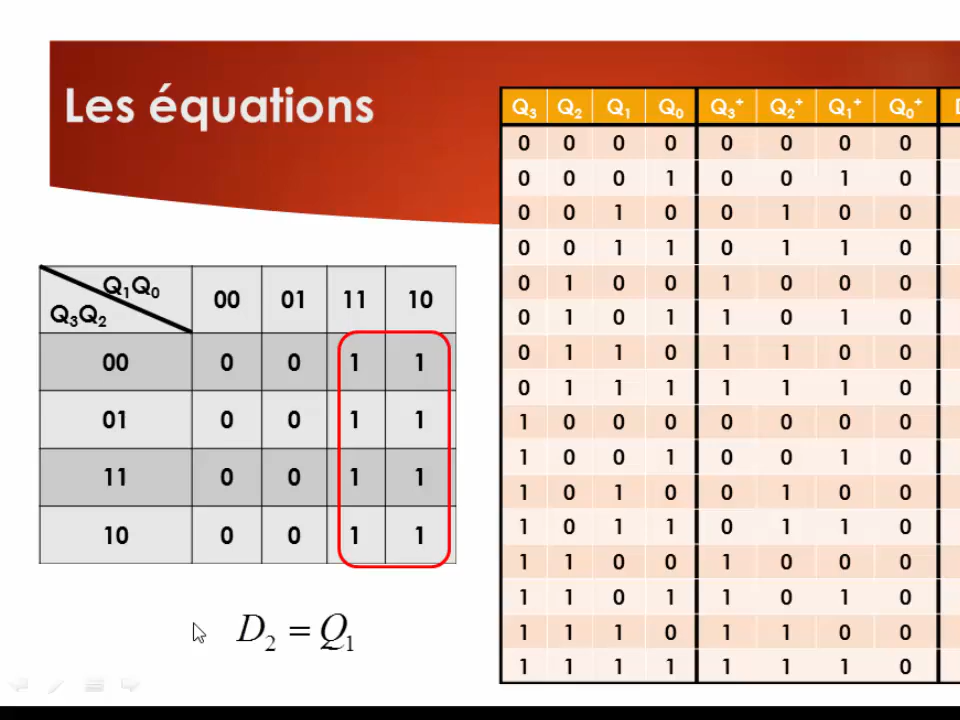 Les équations
Q₁Q₀
Q₃Q₂
00 01 11 10
00 0 0 1 1
01 0 0 1 1
11 0 0 1 1
10 0 0 1 1
D₂ = Q₁
Q₃ Q₂ Q₁ Q₀ Q₃⁺ Q₂⁺ Q₁⁺ Q₀⁺
0 0 0 0 0 0 0 0
0 0 0 1 0 0 1 0
0 0 1 0 0 1 0 0
0 0 1 1 0 1 1 0
0 1 0 0 1 0 0 0
0 1 0 1 1 0 1 0
0 1 1 0 1 1 0 0
0 1 1 1 1 1 1 0
1 0 0 0 0 0 0 0
1 0 0 1 0 0 1 0
1 0 1 0 0 1 0 0
1 0 1 1 0 1 1 0
1 1 0 0 1 0 0 0
1 1 0 1 1 0 1 0
1 1 1 0 1 1 0 0
1 1 1 1 1 1 1 0